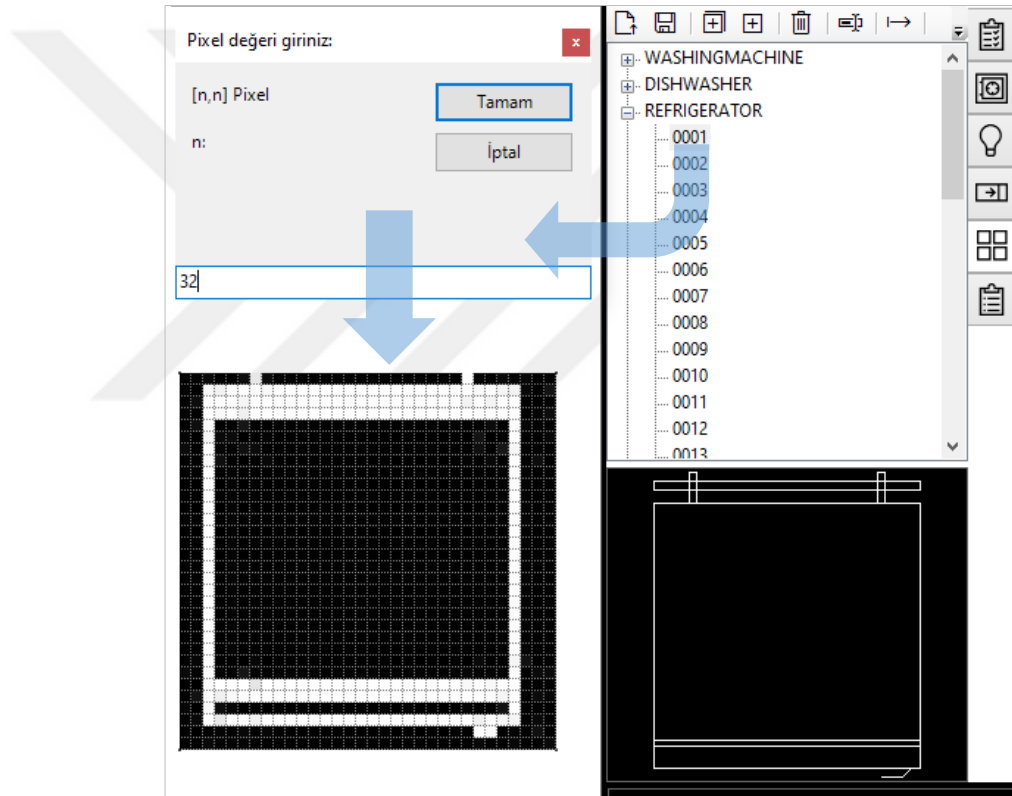 Pixel değeri giriniz:
x
[n,n] Pixel
Tamam
n:
İptal
32
WASHINGMACHINE
DISHWASHER
REFRIGERATOR
0001
0002
0003
0004
0005
0006
0007
0008
0009
0010
0011
0012
0013